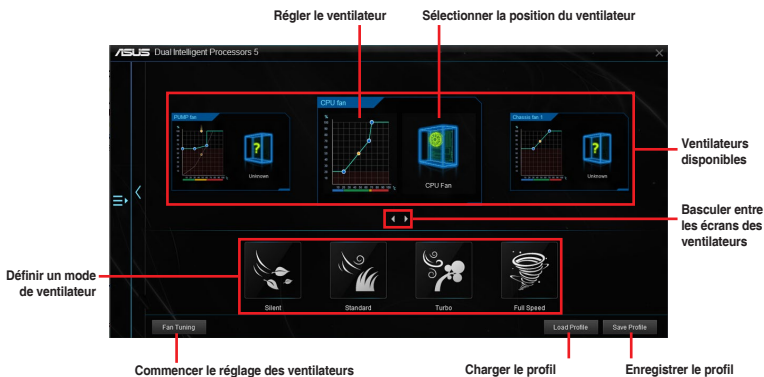 Régler le ventilateur
Sélectionner la position du ventilateur
ASUS Dual Intelligent Processors 5
PUMP fan
?
Unknown
CPU fan
%
CPU Fan
Chassis fan 1
?
Unknown
Ventilateurs
disponibles
Basculer entre
les écrans des
ventilateurs
Définir un mode
de ventilateur
Silent
Standard
Turbo
Full Speed
Fan Tuning
Load Profile
Save Profile
Commencer le réglage des ventilateurs
Charger le profil
Enregistrer le profil